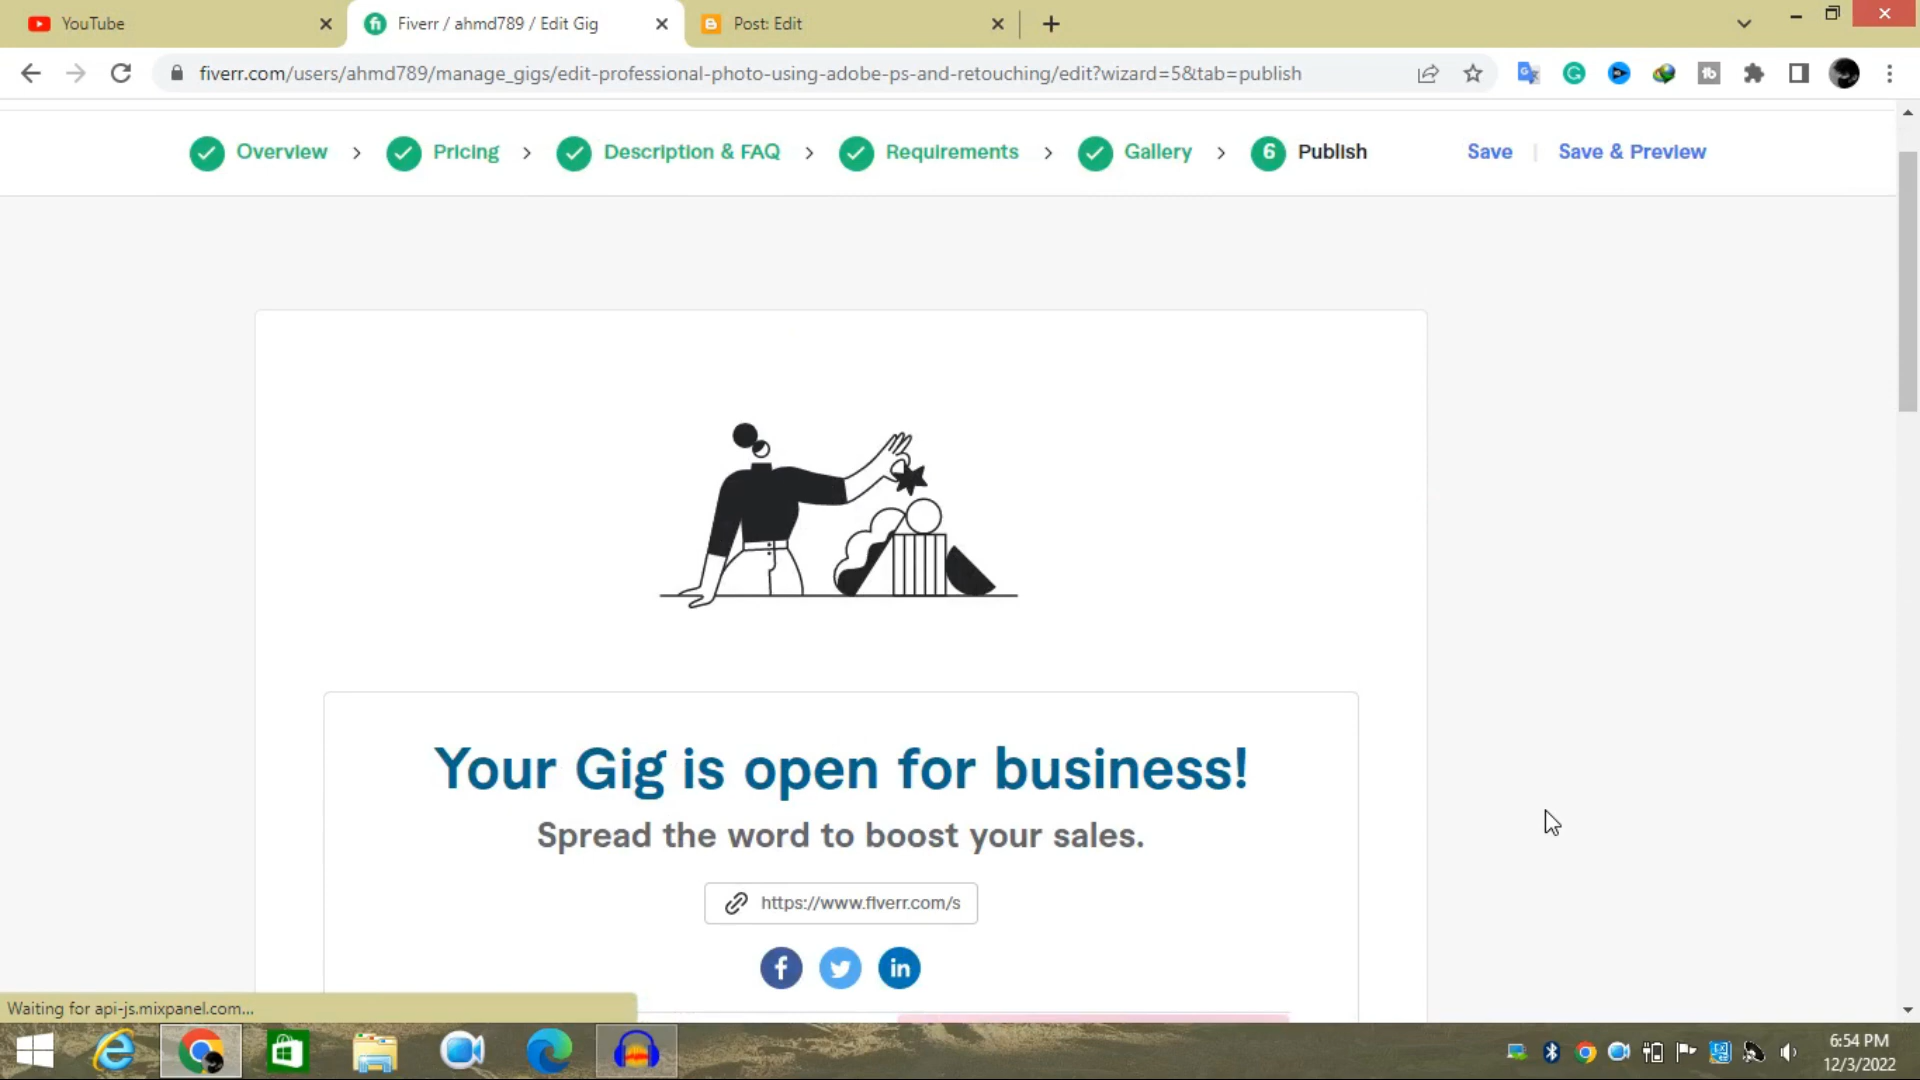 YouTube
Fiverr / ahmd789 / Edit Gig
Post: Edit
fiverr.com/users/ahmd789/manage_gigs/edit-professional-photo-using-adobe-ps-and-retouching/edit?wizard=5&tab=publish
Overview > Pricing > Description & FAQ > Requirements > Gallery > 6 Publish Save | Save & Preview
Your Gig is open for business!
Spread the word to boost your sales.
https://www.fiverr.com/s
Waiting for api-js.mixpanel.com...
6:54 PM
12/3/2022